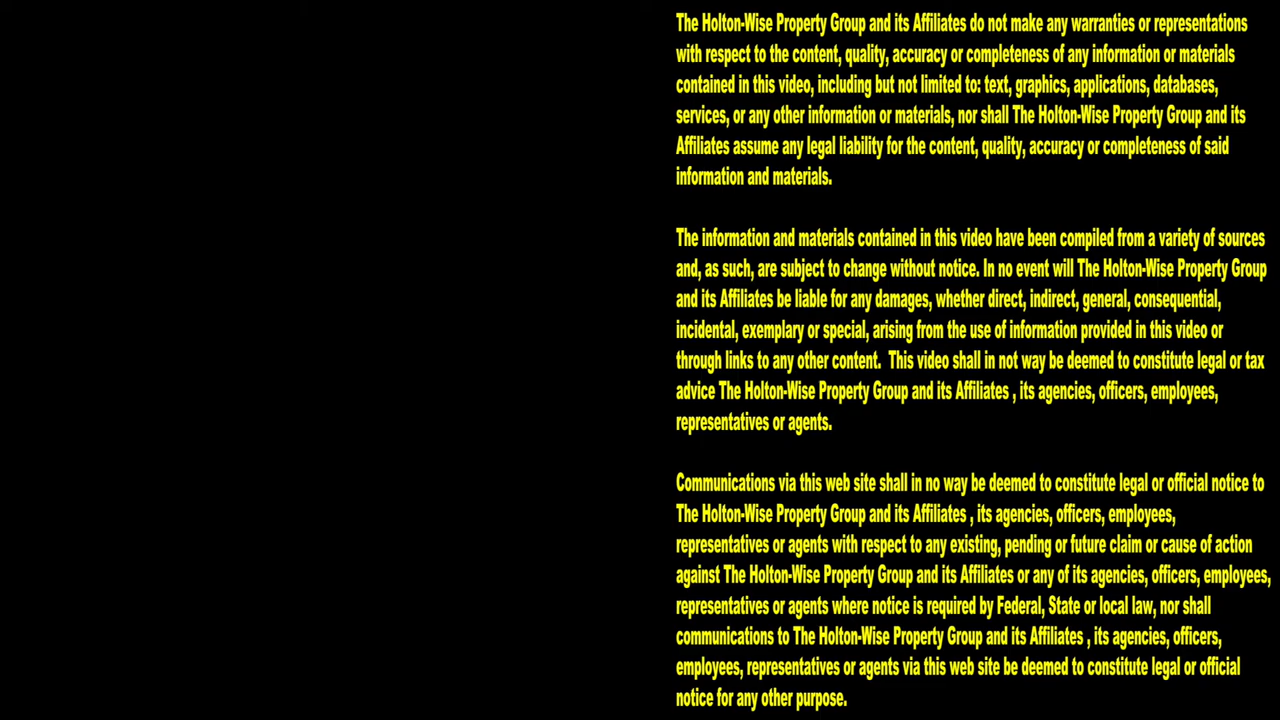 The Holton-Wise Property Group and its Affiliates do not make any warranties or representations
with respect to the content, quality, accuracy or completeness of any information or materials
contained in this video, including but not limited to: text, graphics, applications, databases,
services, or any other information or materials, nor shall The Holton-Wise Property Group and its
Affiliates assume any legal liability for the content, quality, accuracy or completeness of said
information and materials.
The information and materials contained in this video have been compiled from a variety of sources
and, as such, are subject to change without notice. In no event will The Holton-Wise Property Group
and its Affiliates be liable for any damages, whether direct, indirect, general, consequential,
incidental, exemplary or special, arising from the use of information provided in this video or
through links to any other content.  This video shall in not way be deemed to constitute legal or tax
advice The Holton-Wise Property Group and its Affiliates , its agencies, officers, employees,
representatives or agents.
Communications via this web site shall in no way be deemed to constitute legal or official notice to
The Holton-Wise Property Group and its Affiliates , its agencies, officers, employees,
representatives or agents with respect to any existing, pending or future claim or cause of action
against The Holton-Wise Property Group and its Affiliates or any of its agencies, officers, employees,
representatives or agents where notice is required by Federal, State or local law, nor shall
communications to The Holton-Wise Property Group and its Affiliates , its agencies, officers,
employees, representatives or agents via this web site be deemed to constitute legal or official
notice for any other purpose.